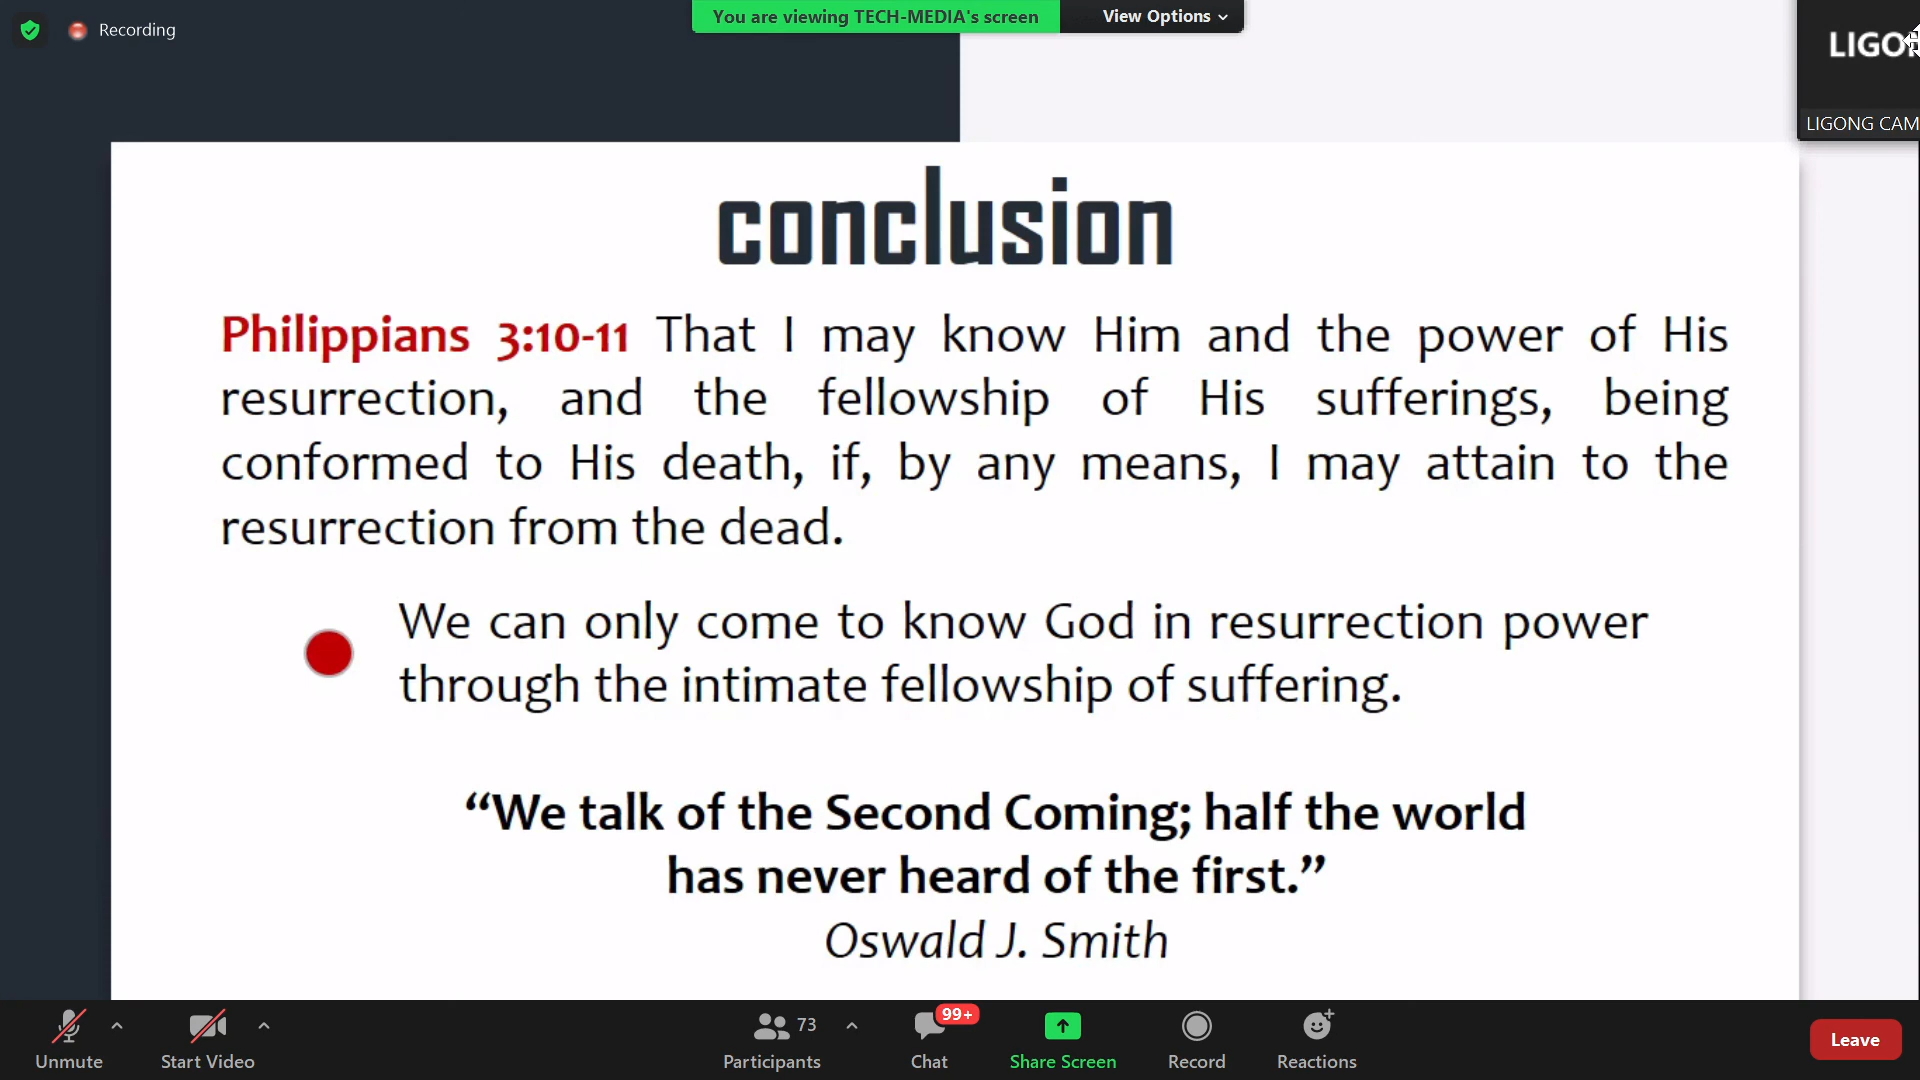 You are viewing TECH-MEDIA's screen
View Options
Recording
LIGONG CAM
conclusion
Philippians 3:10-11 That I may know Him and the power of His
resurrection, and the fellowship of His sufferings, being
conformed to His death, if, by any means, I may attain to the
resurrection from the dead.
We can only come to know God in resurrection power
through the intimate fellowship of suffering.
“We talk of the Second Coming; half the world
has never heard of the first.”
Oswald J. Smith
73
99+
Unmute
Start Video
Participants
Chat
Share Screen
Record
Reactions
Leave